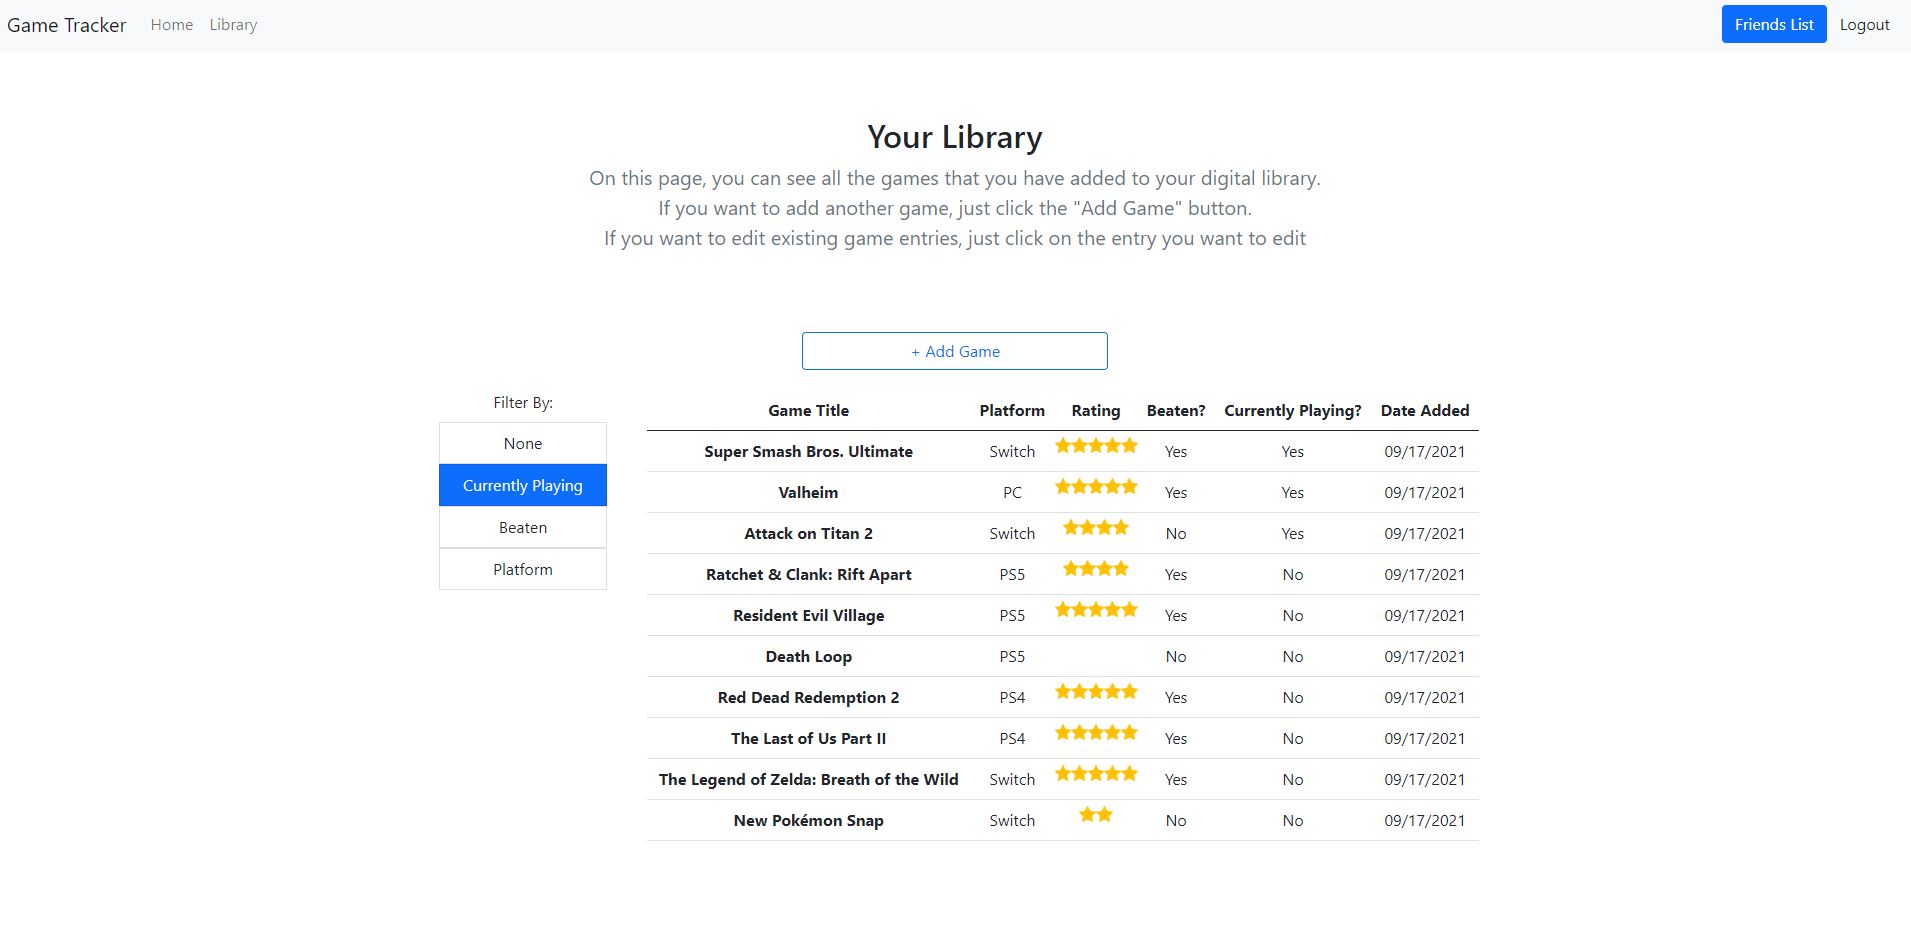 Game Tracker Home Library Friends List Logout
Your Library
On this page, you can see all the games that you have added to your digital library.
If you want to add another game, just click the "Add Game" button.
If you want to edit existing game entries, just click on the entry you want to edit
+ Add Game
Filter By:
None
Currently Playing
Beaten
Platform
Game Title Platform Rating Beaten? Currently Playing? Date Added
Super Smash Bros. Ultimate Switch Yes Yes 09/17/2021
Valheim PC Yes Yes 09/17/2021
Attack on Titan 2 Switch No Yes 09/17/2021
Ratchet & Clank: Rift Apart PS5 Yes No 09/17/2021
Resident Evil Village PS5 Yes No 09/17/2021
Death Loop PS5 No No 09/17/2021
Red Dead Redemption 2 PS4 Yes No 09/17/2021
The Last of Us Part II PS4 Yes No 09/17/2021
The Legend of Zelda: Breath of the Wild Switch Yes No 09/17/2021
New Pokémon Snap Switch No No 09/17/2021